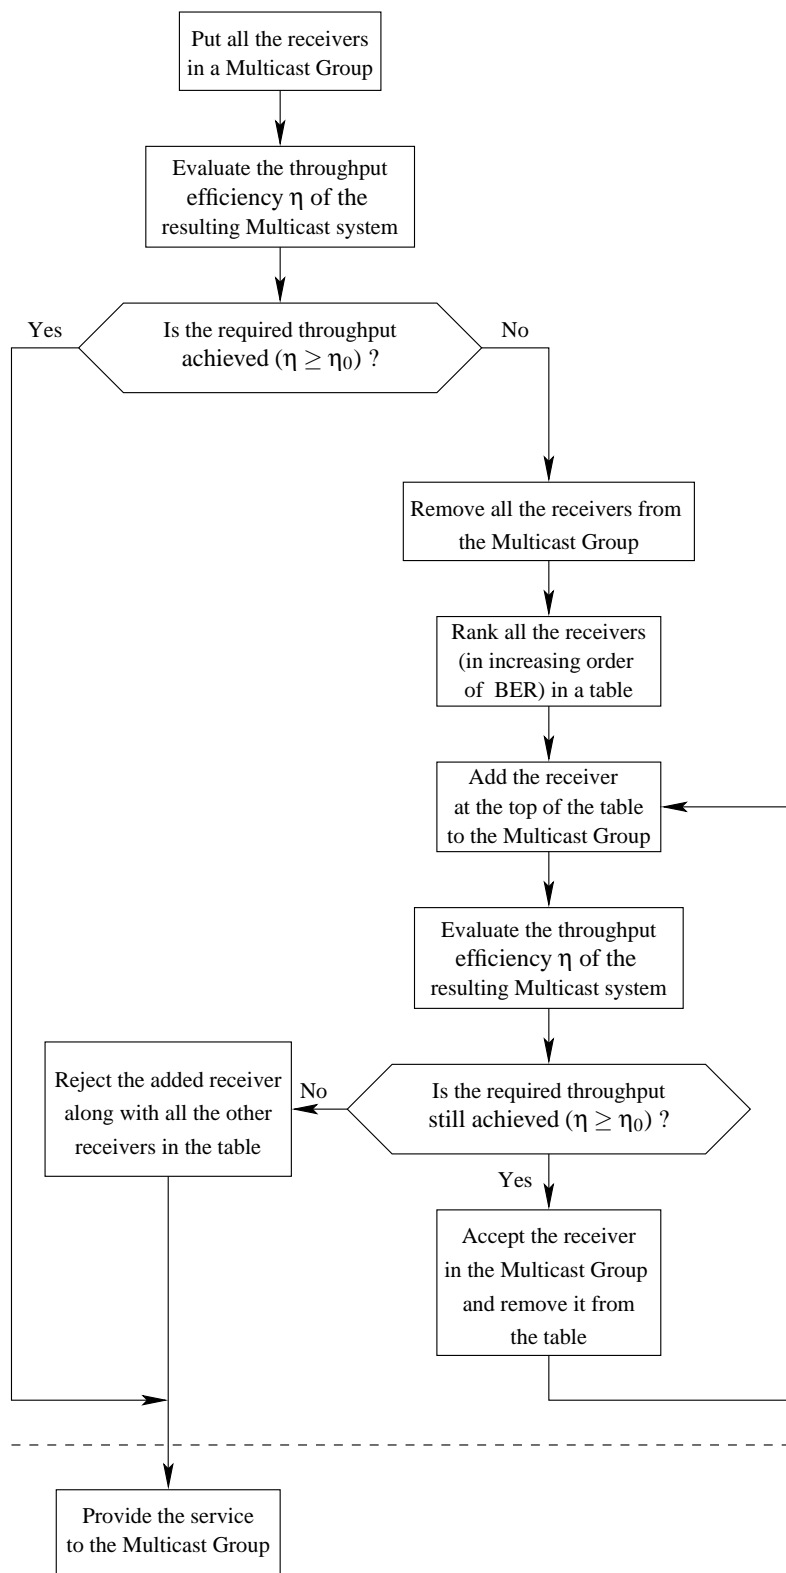 Put all the receivers
in a Multicast Group
Evaluate the throughput
efficiency η of the
resulting Multicast system
Yes
Is the required throughput
achieved (η ≥ η₀) ?
No
Remove all the receivers from
the Multicast Group
Rank all the receivers
(in increasing order
of BER) in a table
Add the receiver
at the top of the table
to the Multicast Group
Evaluate the throughput
efficiency η of the
resulting Multicast system
Is the required throughput
still achieved (η ≥ η₀) ?
No
Reject the added receiver
along with all the other
receivers in the table
Yes
Accept the receiver
in the Multicast Group
and remove it from
the table
Provide the service
to the Multicast Group